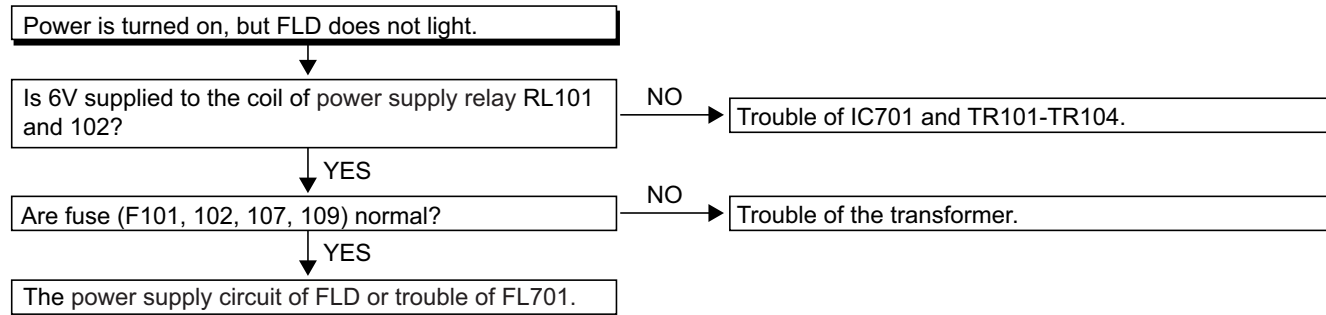 Power is turned on, but FLD does not light.
Is 6V supplied to the coil of power supply relay RL101
and 102?
NO
Trouble of IC701 and TR101-TR104.
YES
Are fuse (F101, 102, 107, 109) normal?
NO
Trouble of the transformer.
YES
The power supply circuit of FLD or trouble of FL701.